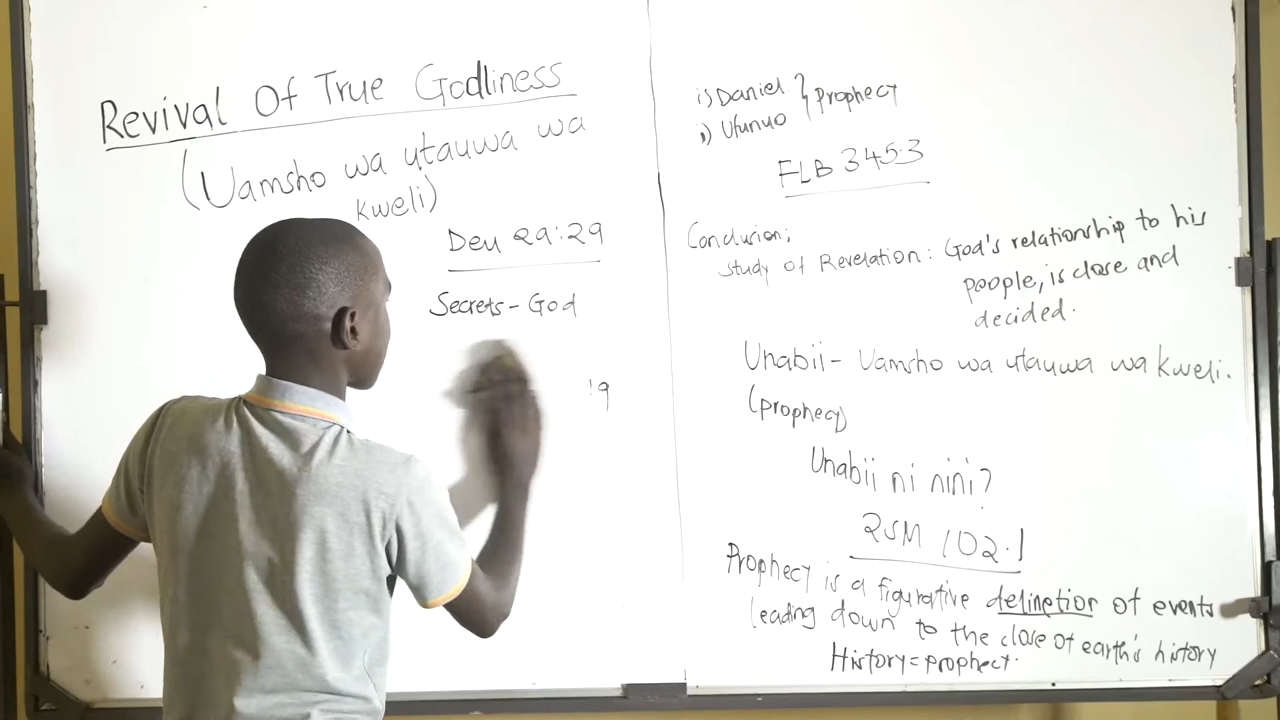 Revival Of True Godliness
(Uamsho wa utauwa wa
kweli)
Deu 29:29
Secrets - God
:9
i) Daniel } Prophecy
ii) Ufunuo
FLB 345.3
Conclusion;
study of Revelation: God's relationship to his
people, is close and
decided.
Unabii - Uamsho wa utauwa wa kweli.
(prophecy)
Unabii ni nini?
2SM 102.1
Prophecy is a figurative delinetior of events
leading down to the close of earth's history
History = prophect.